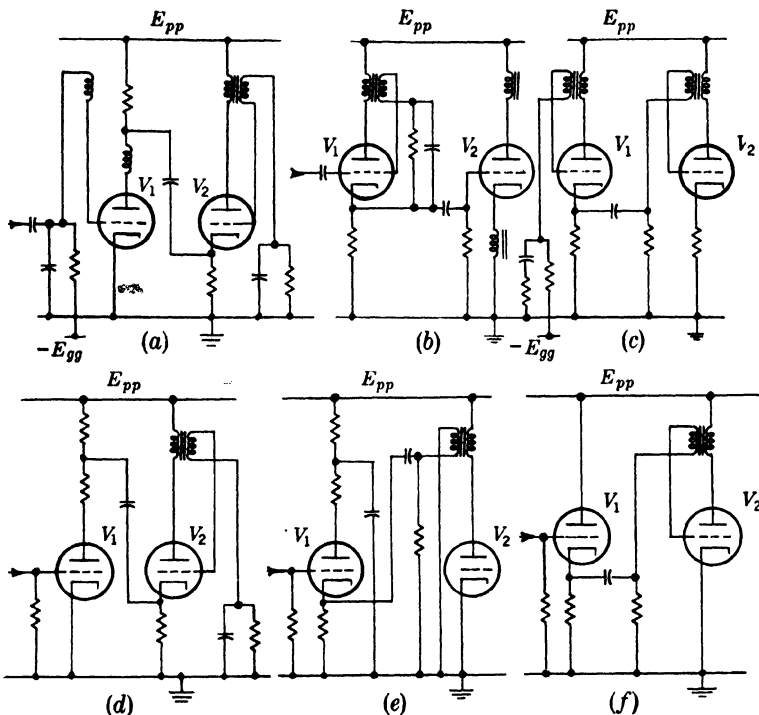 E_pp E_pp E_pp
V_1 V_2 V_1 V_2 V_1 V_2
-E_gg (a) (b) -E_gg (c)
E_pp E_pp E_pp
V_1 V_2 V_1 V_2 V_1 V_2
(d) (e) (f)